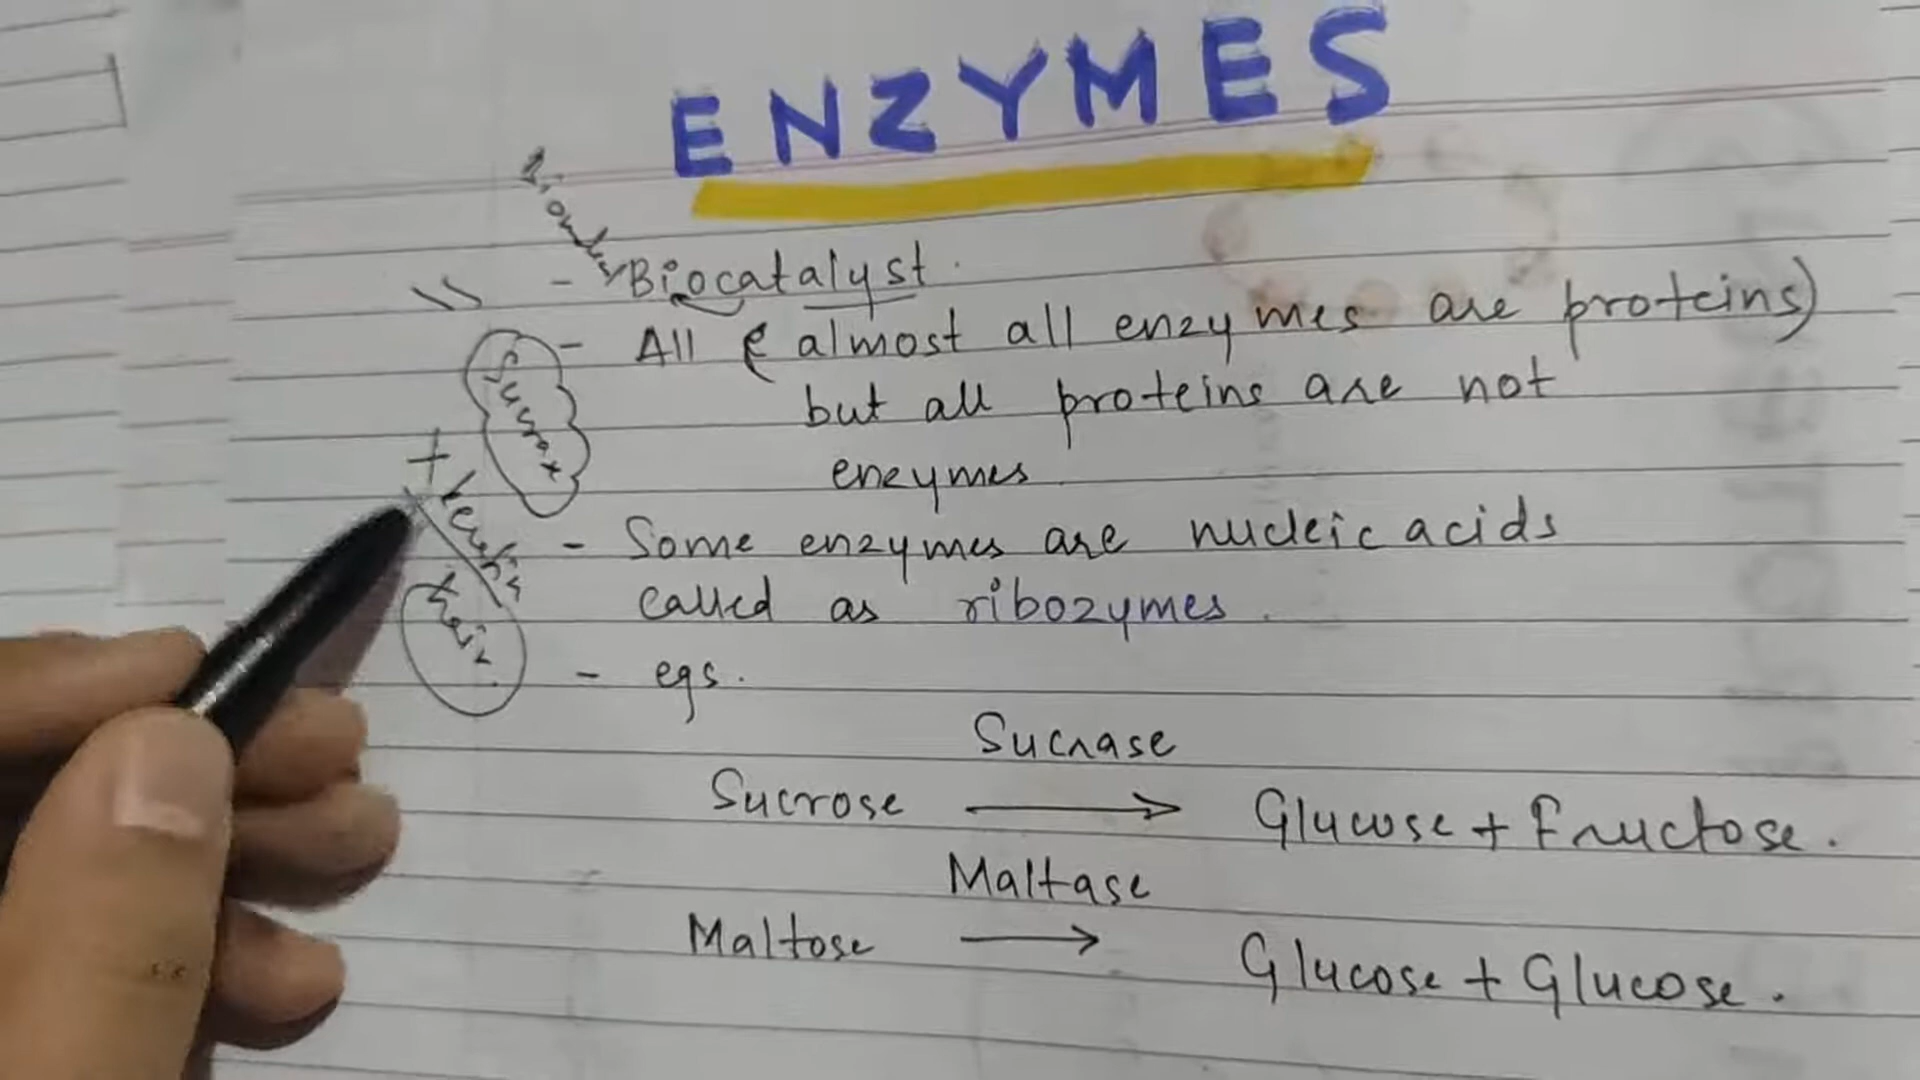 ENZYMES
- Biocatalyst.
- All ( almost all enzymes are proteins)
but all proteins are not
enzymes
- Some enzymes are nucleic acids
called as ribozymes.
- egs.
Sucrase
Sucrose → Glucose + Fructose.
Maltase
Maltose → Glucose + Glucose.